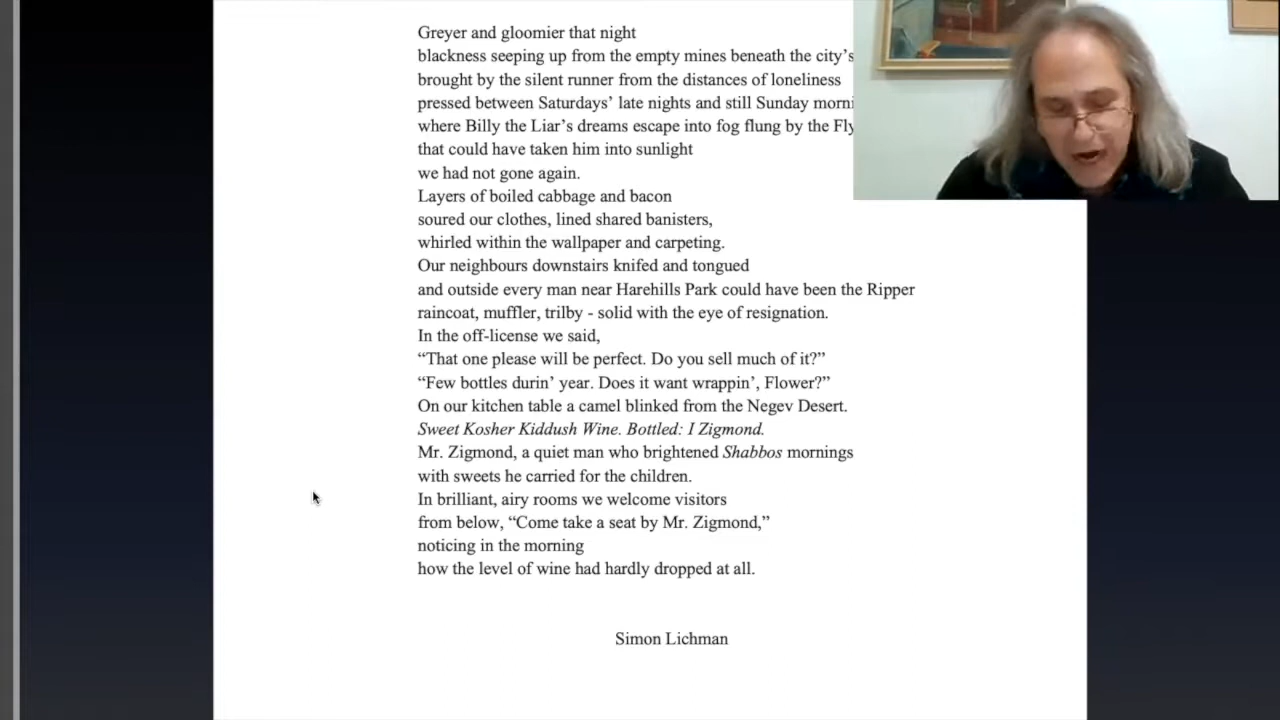 Greyer and gloomier that night
blackness seeping up from the empty mines beneath the city's
brought by the silent runner from the distances of loneliness
pressed between Saturdays' late nights and still Sunday
where Billy the Liar's dreams escape into fog flung by the
that could have taken him into sunlight
we had not gone again.
Layers of boiled cabbage and bacon
soured our clothes, lined shared banisters,
whirled within the wallpaper and carpeting.
Our neighbours downstairs knifed and tongued
and outside every man near Harehills Park could have been the Ripper
raincoat, muffler, trilby - solid with the eye of resignation.
In the off-license we said,
“That one please will be perfect. Do you sell much of it?”
“Few bottles durin’ year. Does it want wrappin’, Flower?”
On our kitchen table a camel blinked from the Negev Desert.
Sweet Kosher Kiddush Wine. Bottled: I Zigmond.
Mr. Zigmond, a quiet man who brightened Shabbos mornings
with sweets he carried for the children.
In brilliant, airy rooms we welcome visitors
from below, “Come take a seat by Mr. Zigmond,”
noticing in the morning
how the level of wine had hardly dropped at all.
Simon Lichman